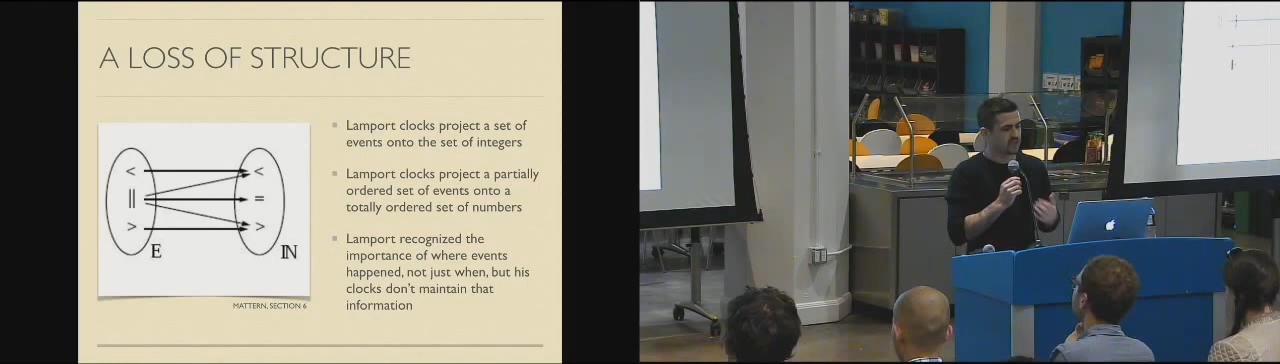 A LOSS OF STRUCTURE
< <
|| =
> >
E IN
MATTERN, SECTION 6
Lamport clocks project a set of
events onto the set of integers
Lamport clocks project a partially
ordered set of events onto a
totally ordered set of numbers
Lamport recognized the
importance of where events
happened, not just when, but his
clocks don't maintain that
information